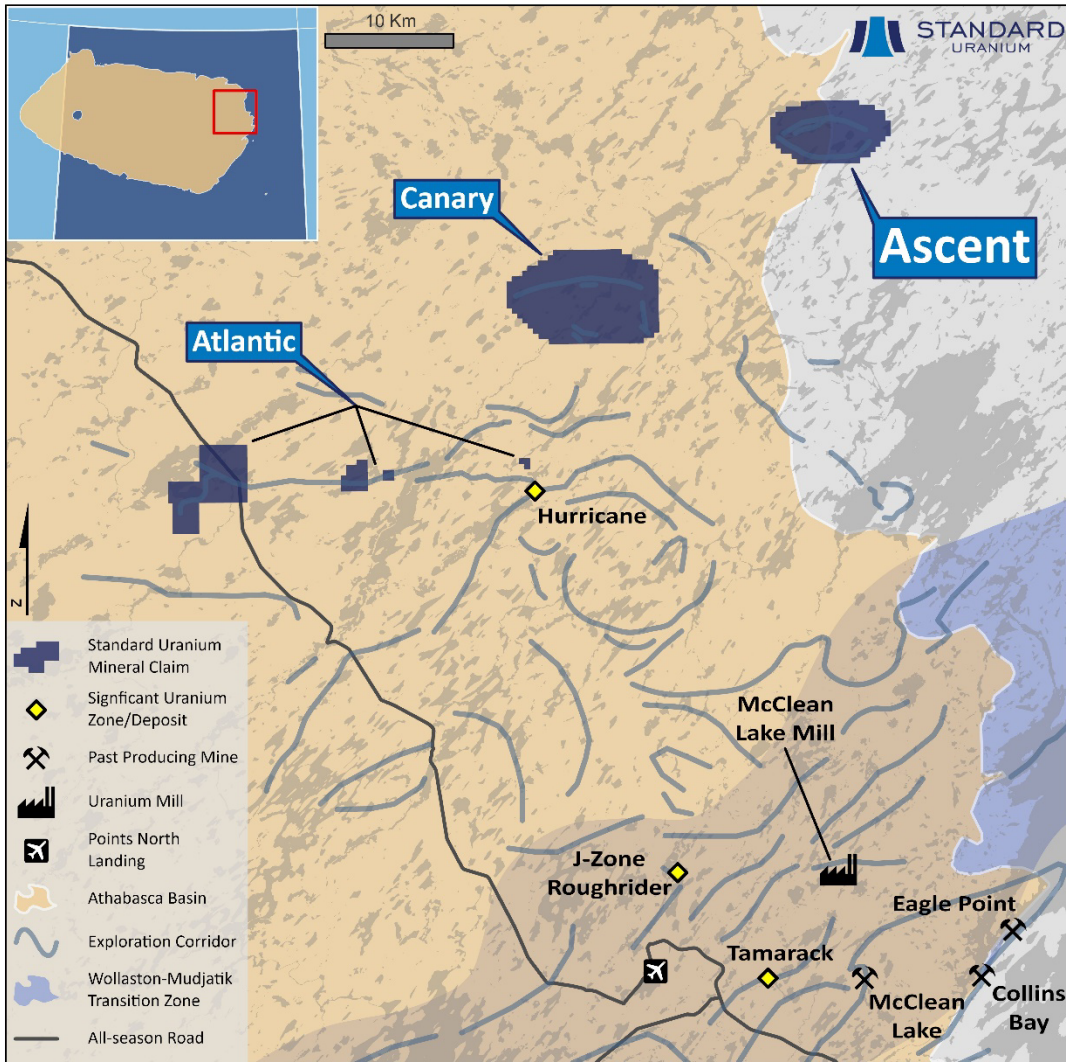 10 Km
STANDARD
URANIUM
Canary
Ascent
Atlantic
Hurricane
N
Standard Uranium
Mineral Claim
Signficant Uranium
Zone/Deposit
Past Producing Mine
Uranium Mill
Points North
Landing
Athabasca Basin
Exploration Corridor
Wollaston-Mudjatik
Transition Zone
All-season Road
McClean
Lake Mill
J-Zone
Roughrider
Eagle Point
Tamarack
McClean
Lake
Collins
Bay